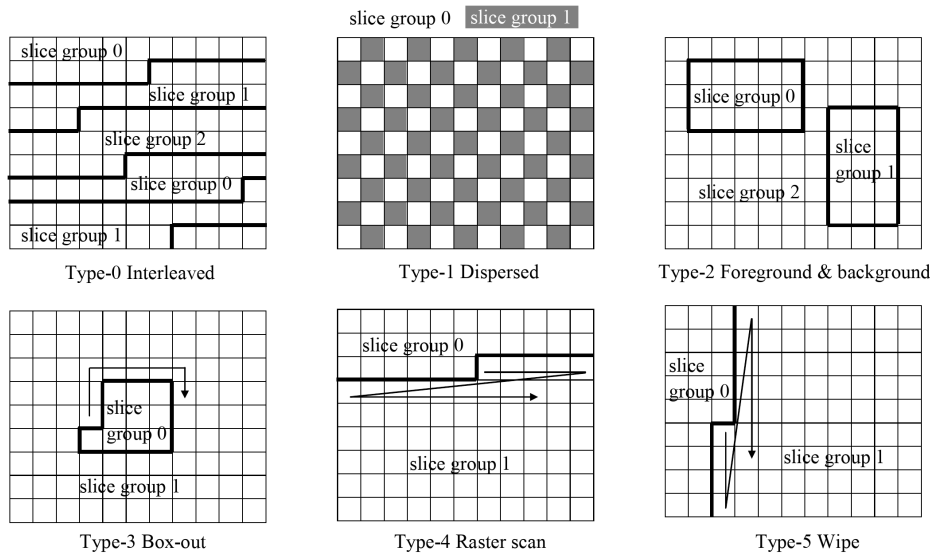 slice group 0 slice group 1
slice group 0
slice group 1
slice group 2
slice group 0
slice group 1
Type-0 Interleaved
Type-1 Dispersed
slice group 0
slice
group 1
slice group 2
Type-2 Foreground & background
slice
group 0
slice group 1
Type-3 Box-out
slice group 0
slice group 1
Type-4 Raster scan
slice
group 0
slice group 1
Type-5 Wipe